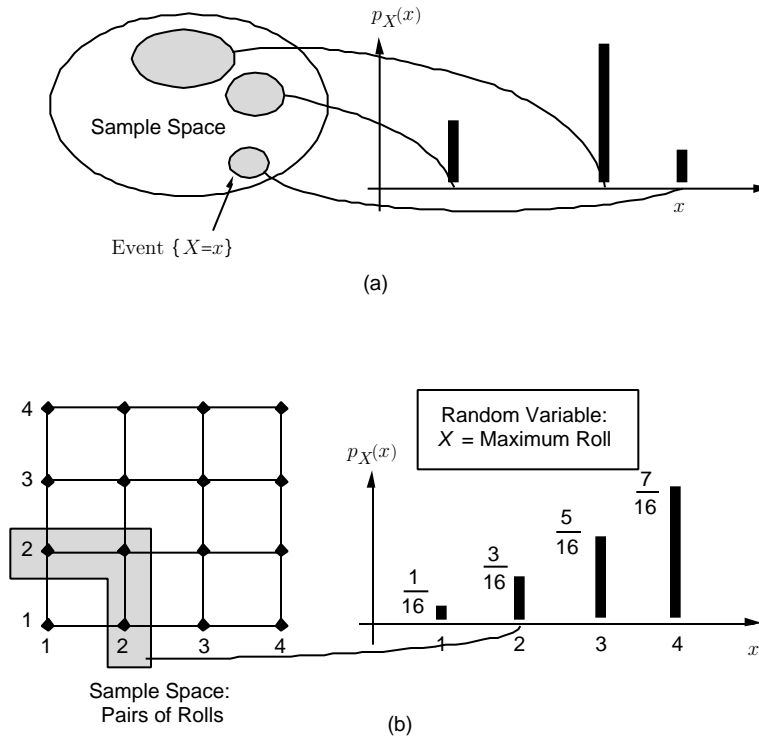 p_X(x)
Sample Space
x
Event {X=x}
(a)
Random Variable:
X = Maximum Roll
p_X(x)
4
3
2
1
1 2 3 4
1/16
3/16
5/16
7/16
1 2 3 4 x
Sample Space:
Pairs of Rolls
(b)